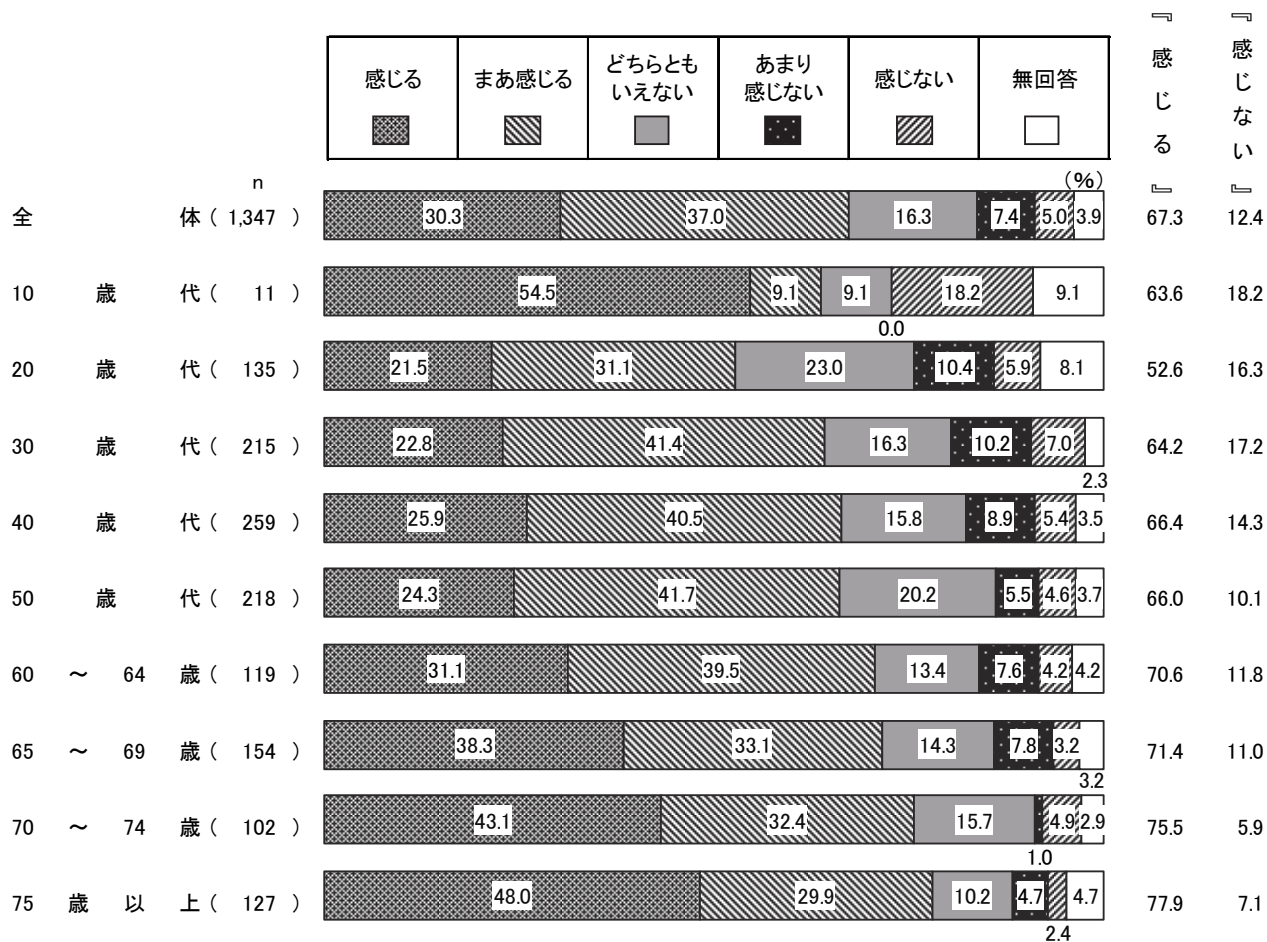 感じる まあ感じる どちらとも いえない あまり 感じない 感じない 無回答 『感じる』 『感じない』
n (%)
全体( 1,347 ) 30.3 37.0 16.3 7.4 5.0 3.9 67.3 12.4
10歳代( 11 ) 54.5 9.1 9.1 18.2 9.1 63.6 18.2
0.0
20歳代( 135 ) 21.5 31.1 23.0 10.4 5.9 8.1 52.6 16.3
30歳代( 215 ) 22.8 41.4 16.3 10.2 7.0 64.2 17.2
2.3
40歳代( 259 ) 25.9 40.5 15.8 8.9 5.4 3.5 66.4 14.3
50歳代( 218 ) 24.3 41.7 20.2 5.5 4.6 3.7 66.0 10.1
60～64歳( 119 ) 31.1 39.5 13.4 7.6 4.2 4.2 70.6 11.8
65～69歳( 154 ) 38.3 33.1 14.3 7.8 3.2 71.4 11.0
3.2
70～74歳( 102 ) 43.1 32.4 15.7 4.9 2.9 75.5 5.9
1.0
75歳以上( 127 ) 48.0 29.9 10.2 4.7 4.7 77.9 7.1
2.4